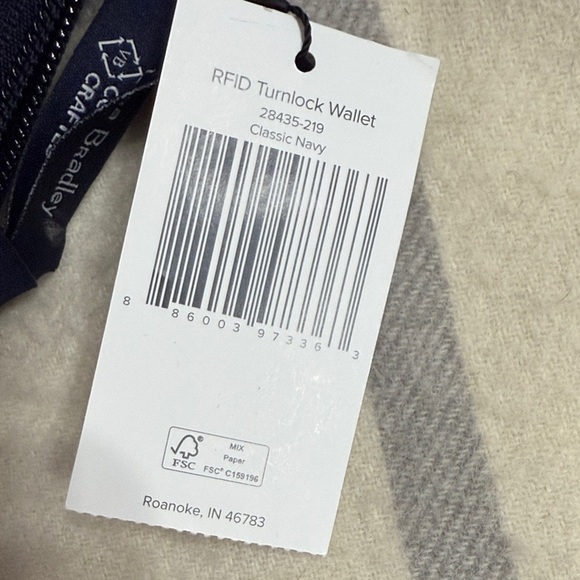 RFID Turnlock Wallet
28435-219
Classic Navy
8 86003 97336 3
MIX
Paper
FSC® C159196
FSC®
Roanoke, IN 46783
VB
Bradley